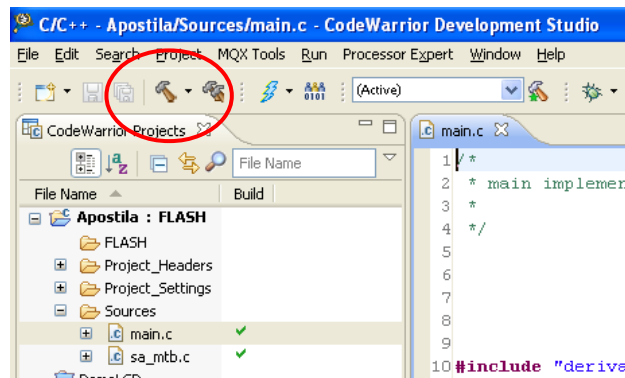 C/C++ - Apostila/Sources/main.c - CodeWarrior Development Studio
File Edit Search Project MQX Tools Run Processor Expert Window Help
(Active)
CodeWarrior Projects
main.c
File Name
File Name Build
Apostila : FLASH
FLASH
Project_Headers
Project_Settings
Sources
main.c
sa_mtb.c
1 /*
2 * main implemen
3 *
4 */
5
6
7
8
9
10 #include "deriva